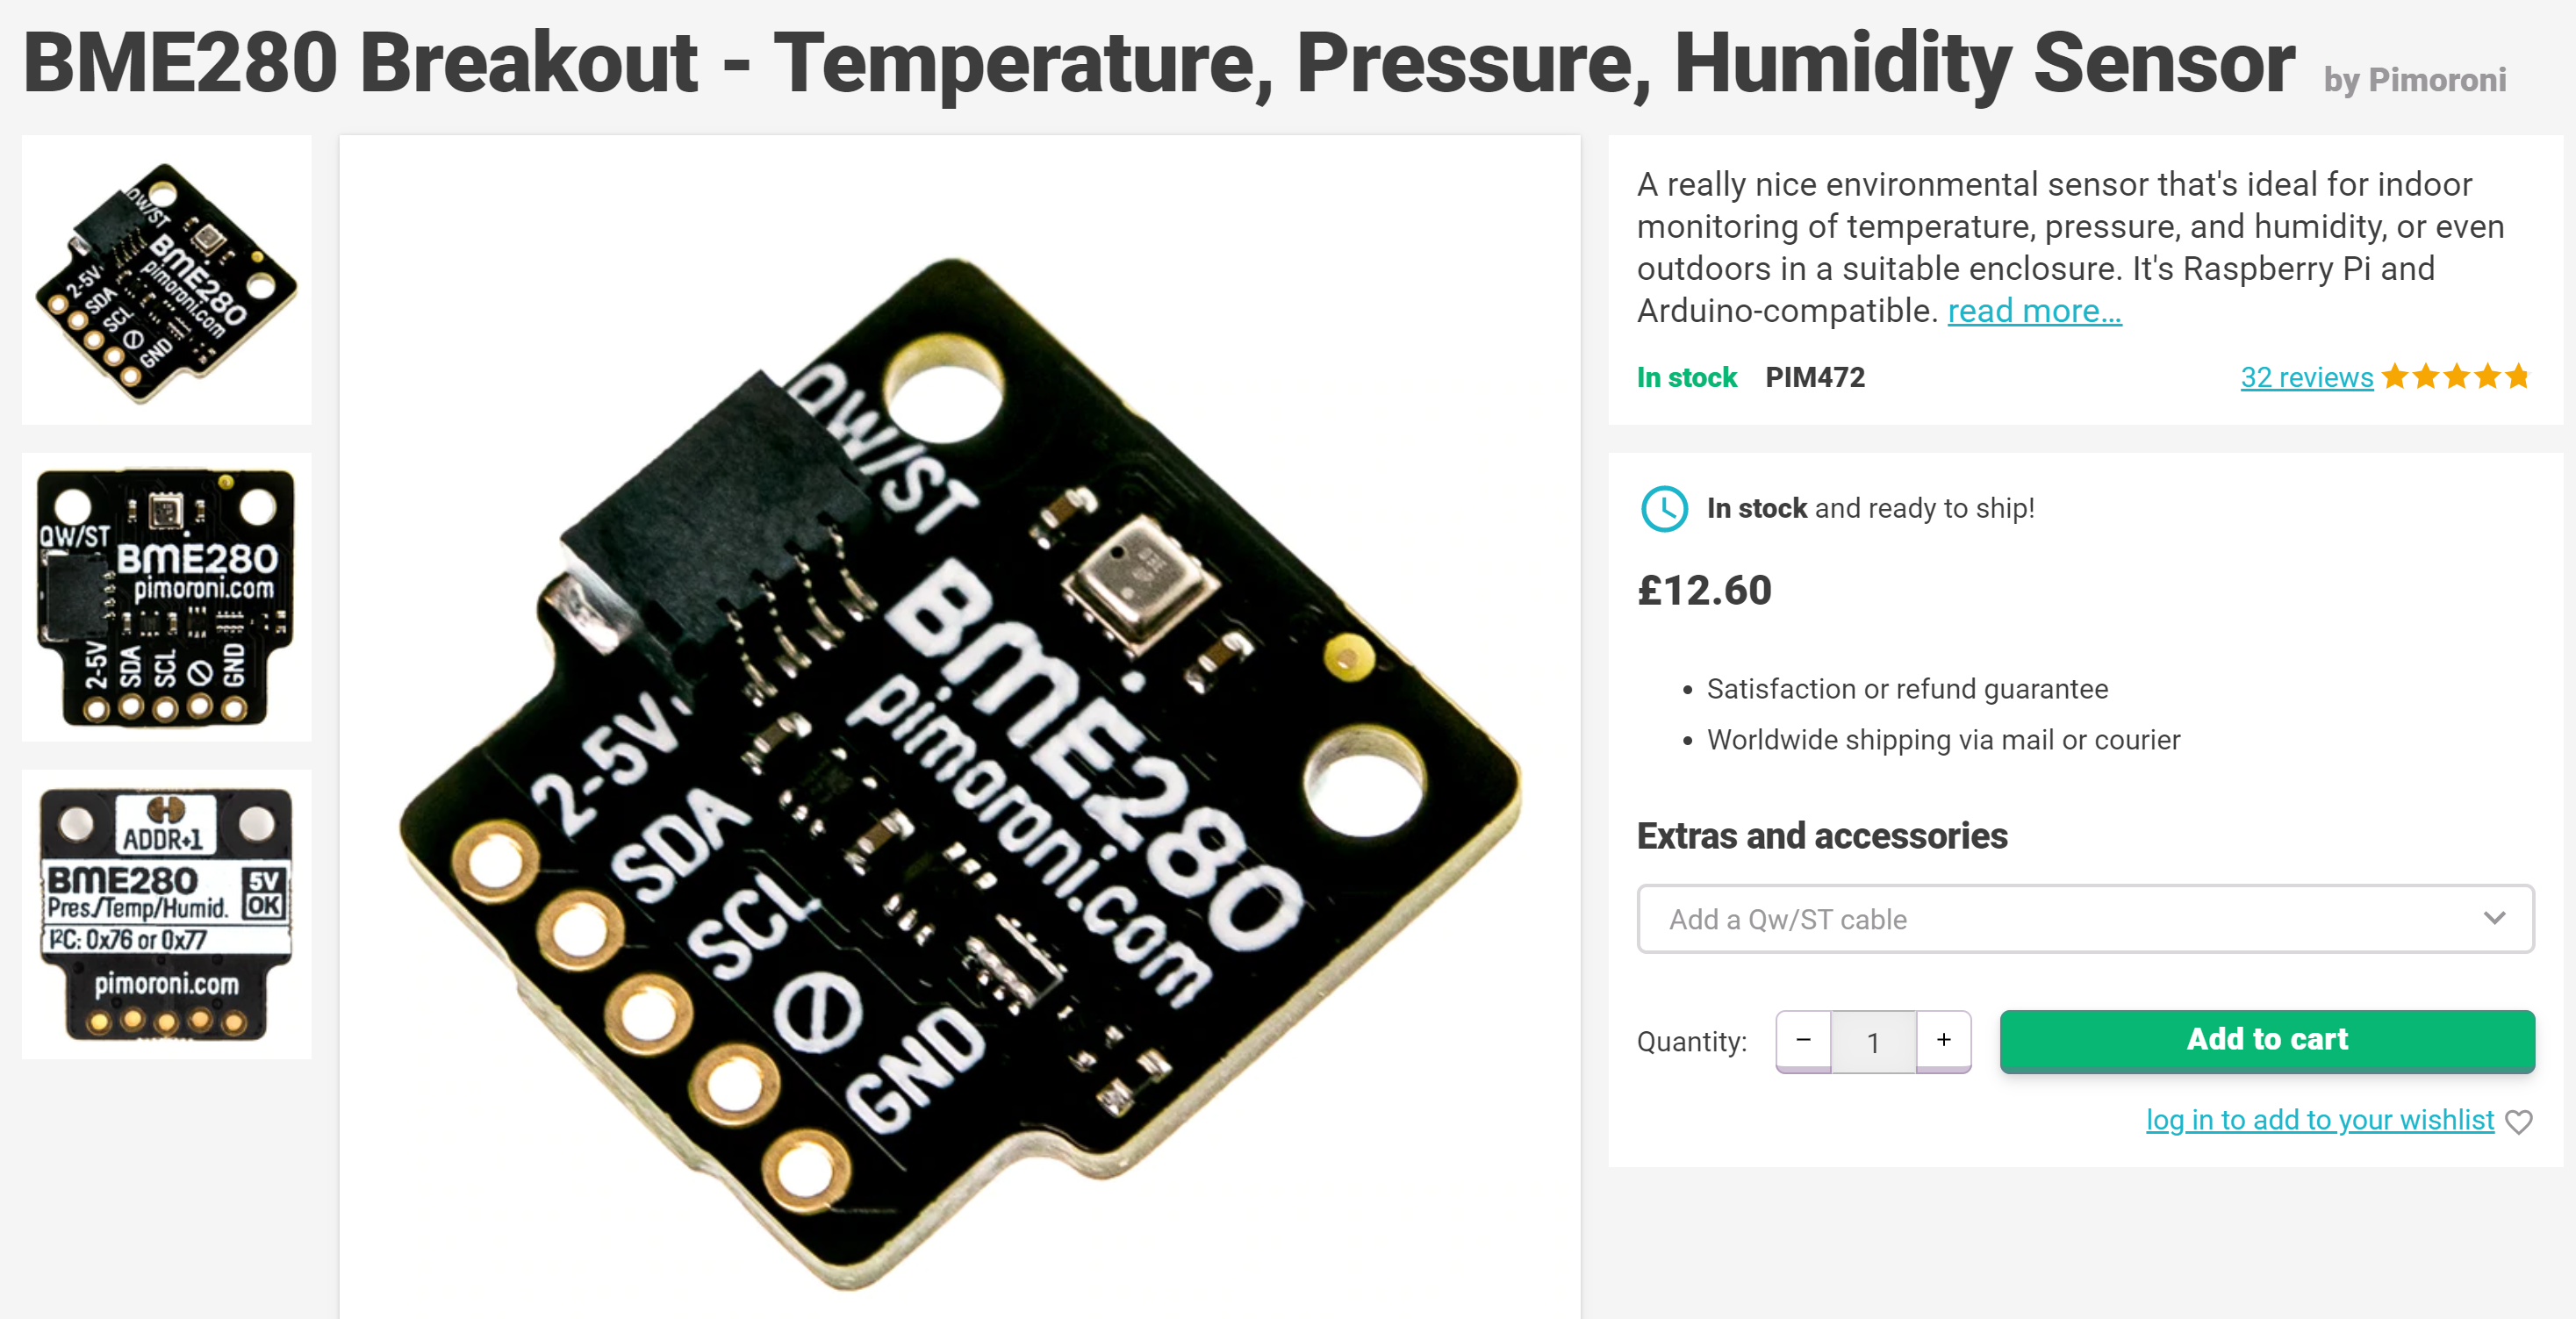 BME280 Breakout - Temperature, Pressure, Humidity Sensor by Pimoroni
QW/ST
BME280
pimoroni.com
2-5V
SDA
SCL
GND
QW/ST
BME280
pimoroni.com
2-5V
SDA
SCL
GND
ADDR+1
BME280
Pres./Temp/Humid.
5V
OK
I²C: 0x76 or 0x77
pimoroni.com
QW/ST
BME280
pimoroni.com
2-5V
SDA
SCL
GND
A really nice environmental sensor that's ideal for indoor
monitoring of temperature, pressure, and humidity, or even
outdoors in a suitable enclosure. It's Raspberry Pi and
Arduino-compatible. read more...
In stock PIM472 32 reviews
In stock and ready to ship!
£12.60
• Satisfaction or refund guarantee
• Worldwide shipping via mail or courier
Extras and accessories
Add a Qw/ST cable
Quantity: − 1 + Add to cart
log in to add to your wishlist